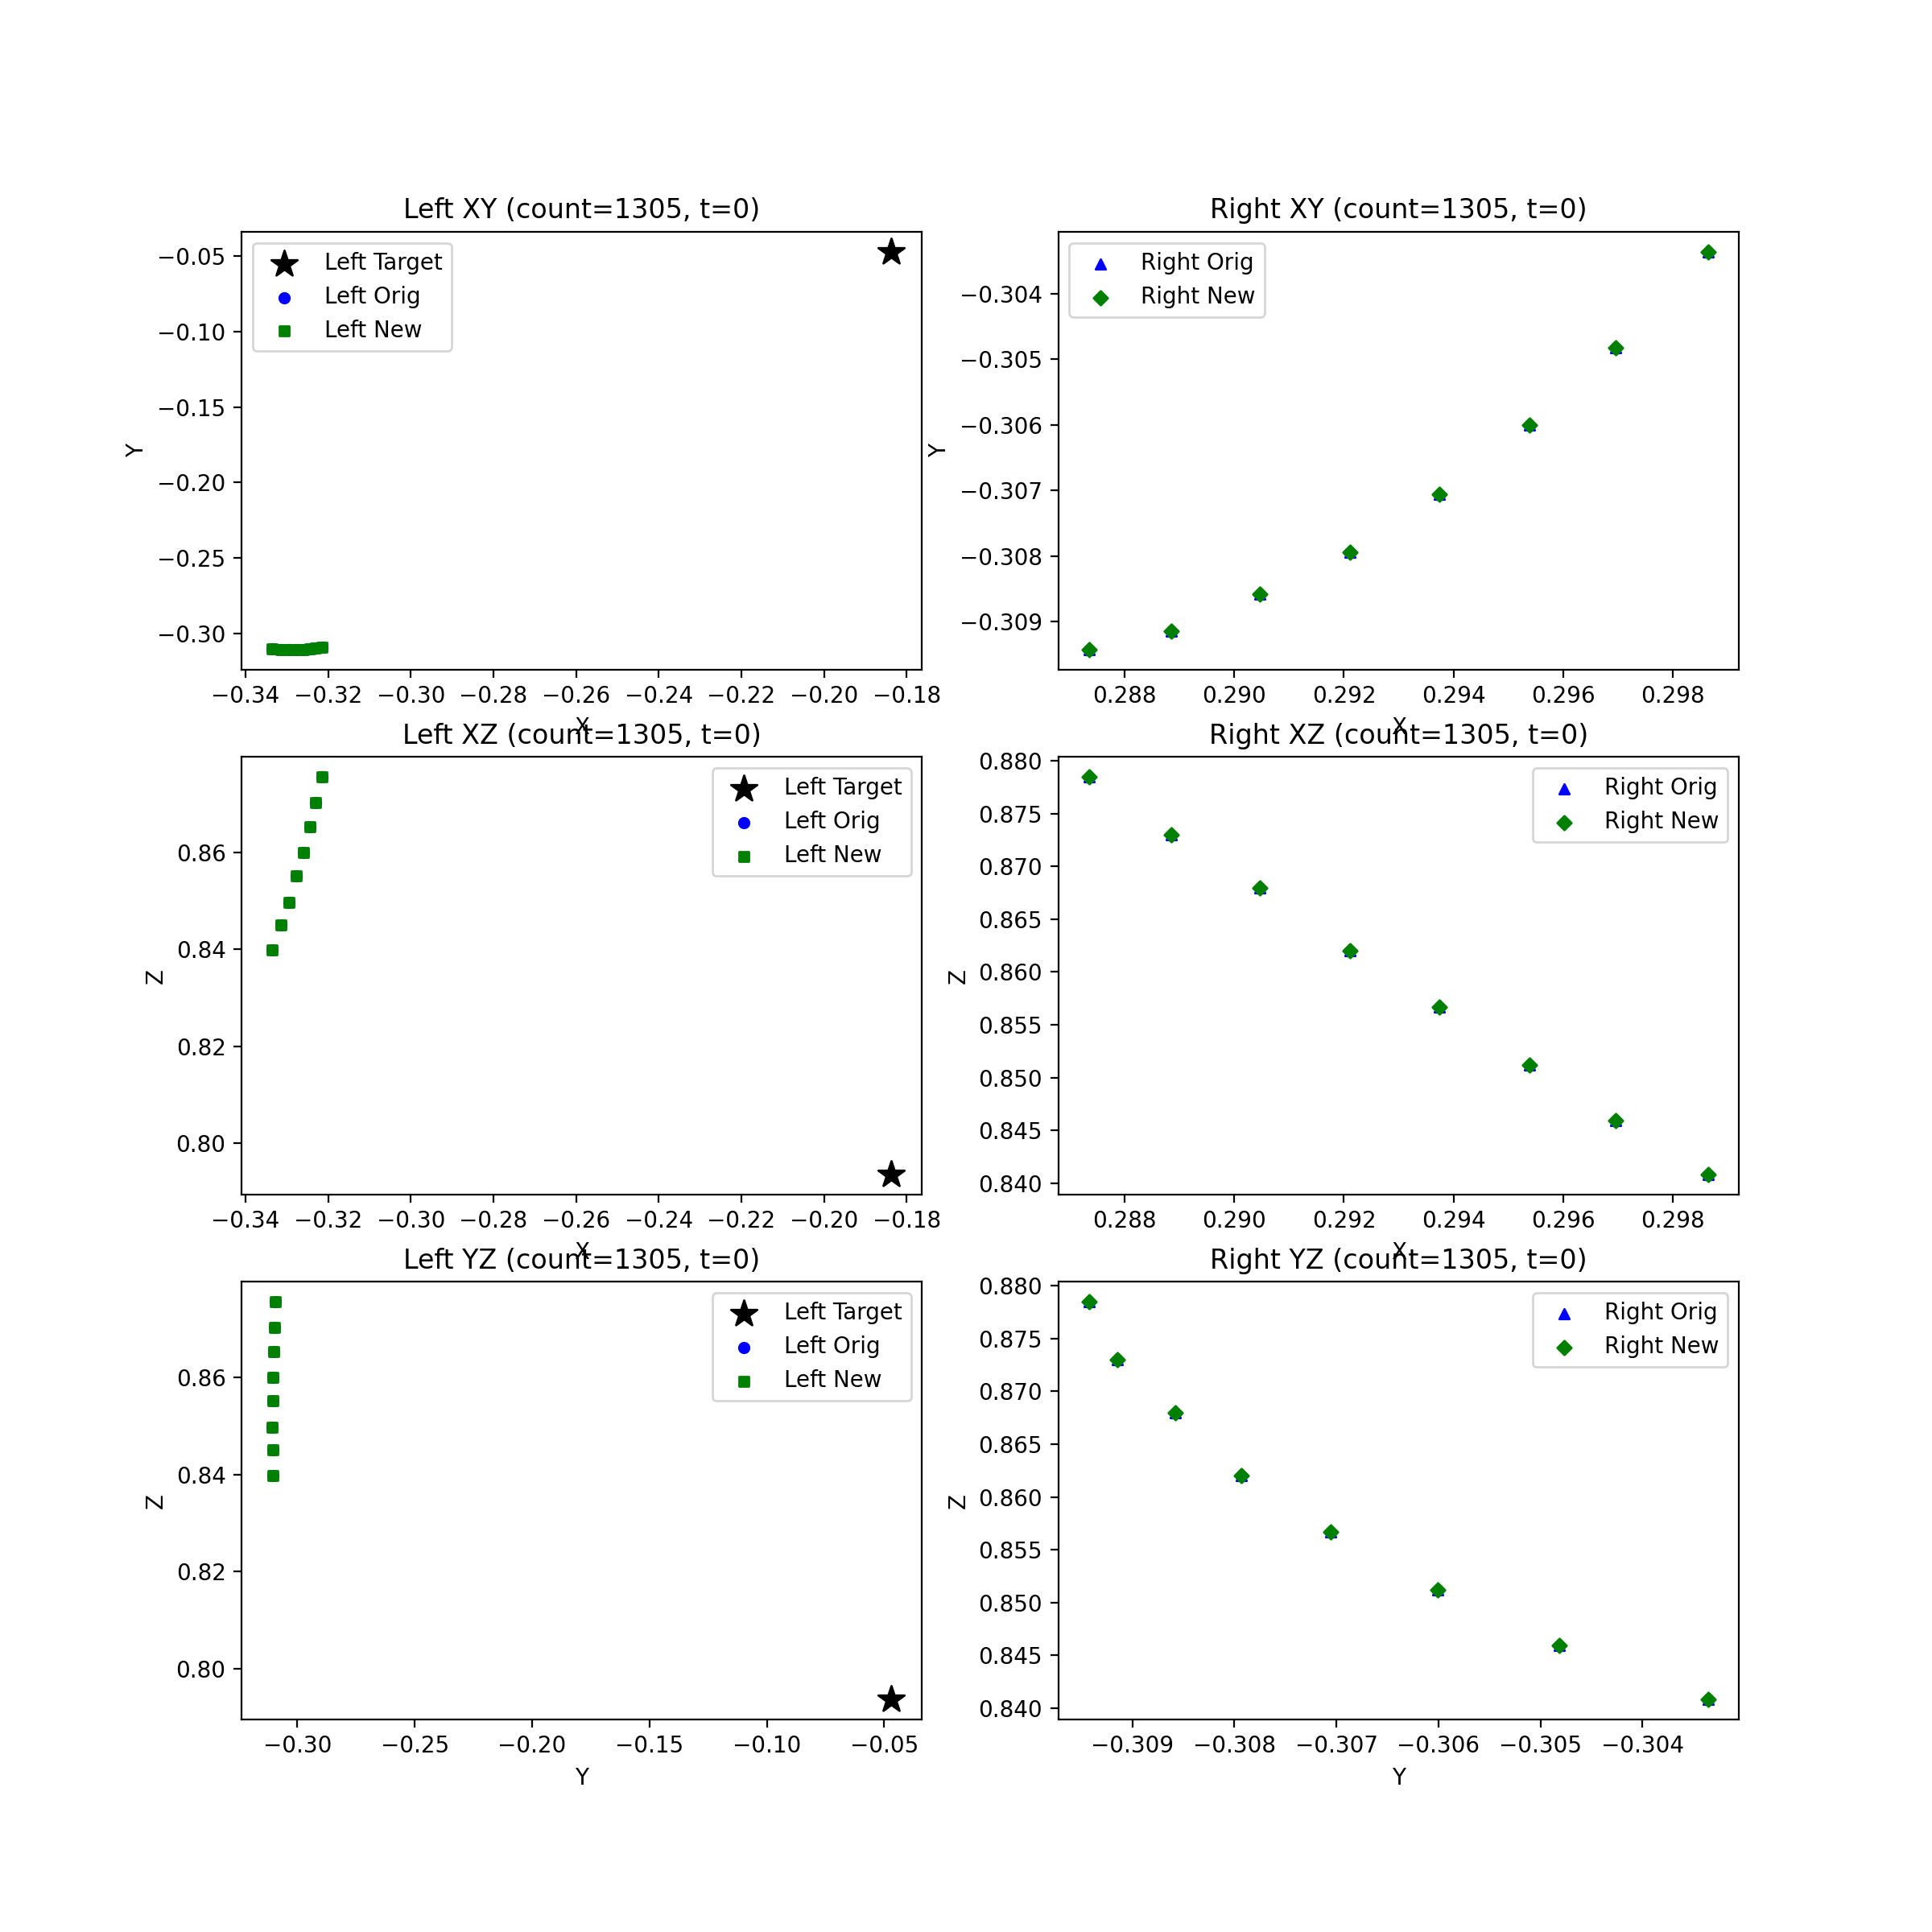 Left XY (count=1305, t=0)
Left Target
Left Orig
Left New
−0.05
−0.10
−0.15
−0.20
−0.25
−0.30
Y
−0.34 −0.32 −0.30 −0.28 −0.26 −0.24 −0.22 −0.20 −0.18
X
Right XY (count=1305, t=0)
Right Orig
Right New
−0.304
−0.305
−0.306
−0.307
−0.308
−0.309
Y
0.288 0.290 0.292 0.294 0.296 0.298
X
Left XZ (count=1305, t=0)
Left Target
Left Orig
Left New
0.86
0.84
0.82
0.80
Z
−0.34 −0.32 −0.30 −0.28 −0.26 −0.24 −0.22 −0.20 −0.18
X
Right XZ (count=1305, t=0)
Right Orig
Right New
0.880
0.875
0.870
0.865
0.860
0.855
0.850
0.845
0.840
Z
0.288 0.290 0.292 0.294 0.296 0.298
X
Left YZ (count=1305, t=0)
Left Target
Left Orig
Left New
0.86
0.84
0.82
0.80
Z
−0.30 −0.25 −0.20 −0.15 −0.10 −0.05
Y
Right YZ (count=1305, t=0)
Right Orig
Right New
0.880
0.875
0.870
0.865
0.860
0.855
0.850
0.845
0.840
Z
−0.309 −0.308 −0.307 −0.306 −0.305 −0.304
Y